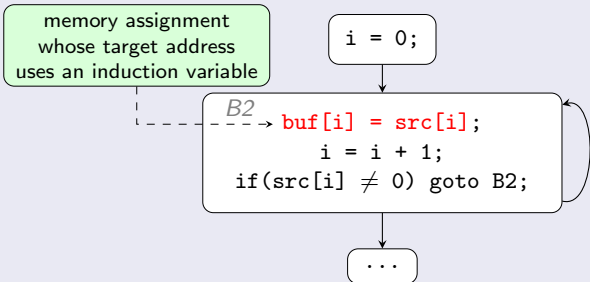 memory assignment
whose target address
uses an induction variable
i = 0;
B2
buf[i] = src[i];
i = i + 1;
if(src[i] ≠ 0) goto B2;
...